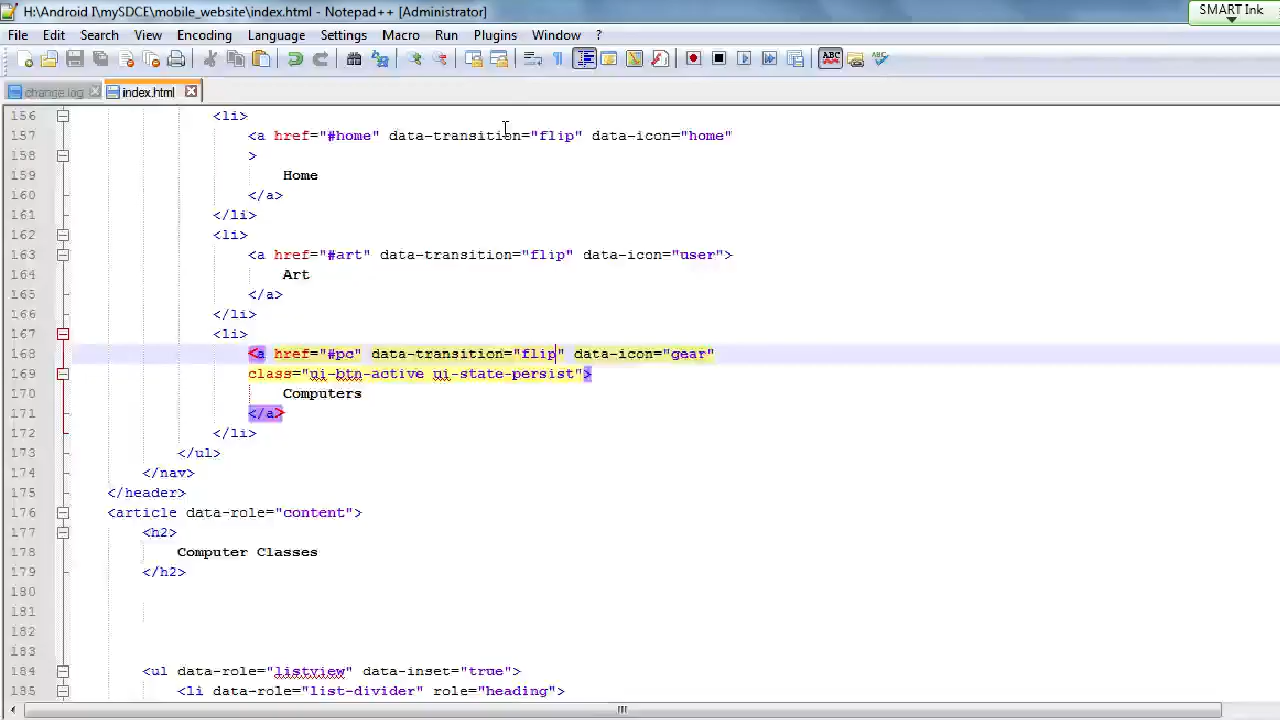 H:\Android I\mySDCE\mobile_website\index.html - Notepad++ [Administrator]
SMART Ink
File Edit Search View Encoding Language Settings Macro Run Plugins Window ?
change.log index.html
156 <li>
157 <a href="#home" data-transition="flip" data-icon="home"
158 >
159 Home
160 </a>
161 </li>
162 <li>
163 <a href="#art" data-transition="flip" data-icon="user">
164 Art
165 </a>
166 </li>
167 <li>
168 <a href="#pc" data-transition="flip" data-icon="gear"
169 class="ui-btn-active ui-state-persist">
170 Computers
171 </a>
172 </li>
173 </ul>
174 </nav>
175 </header>
176 <article data-role="content">
177 <h2>
178 Computer Classes
179 </h2>
180
181
182
183
184 <ul data-role="listview" data-inset="true">
185 <li data-role="list-divider" role="heading">